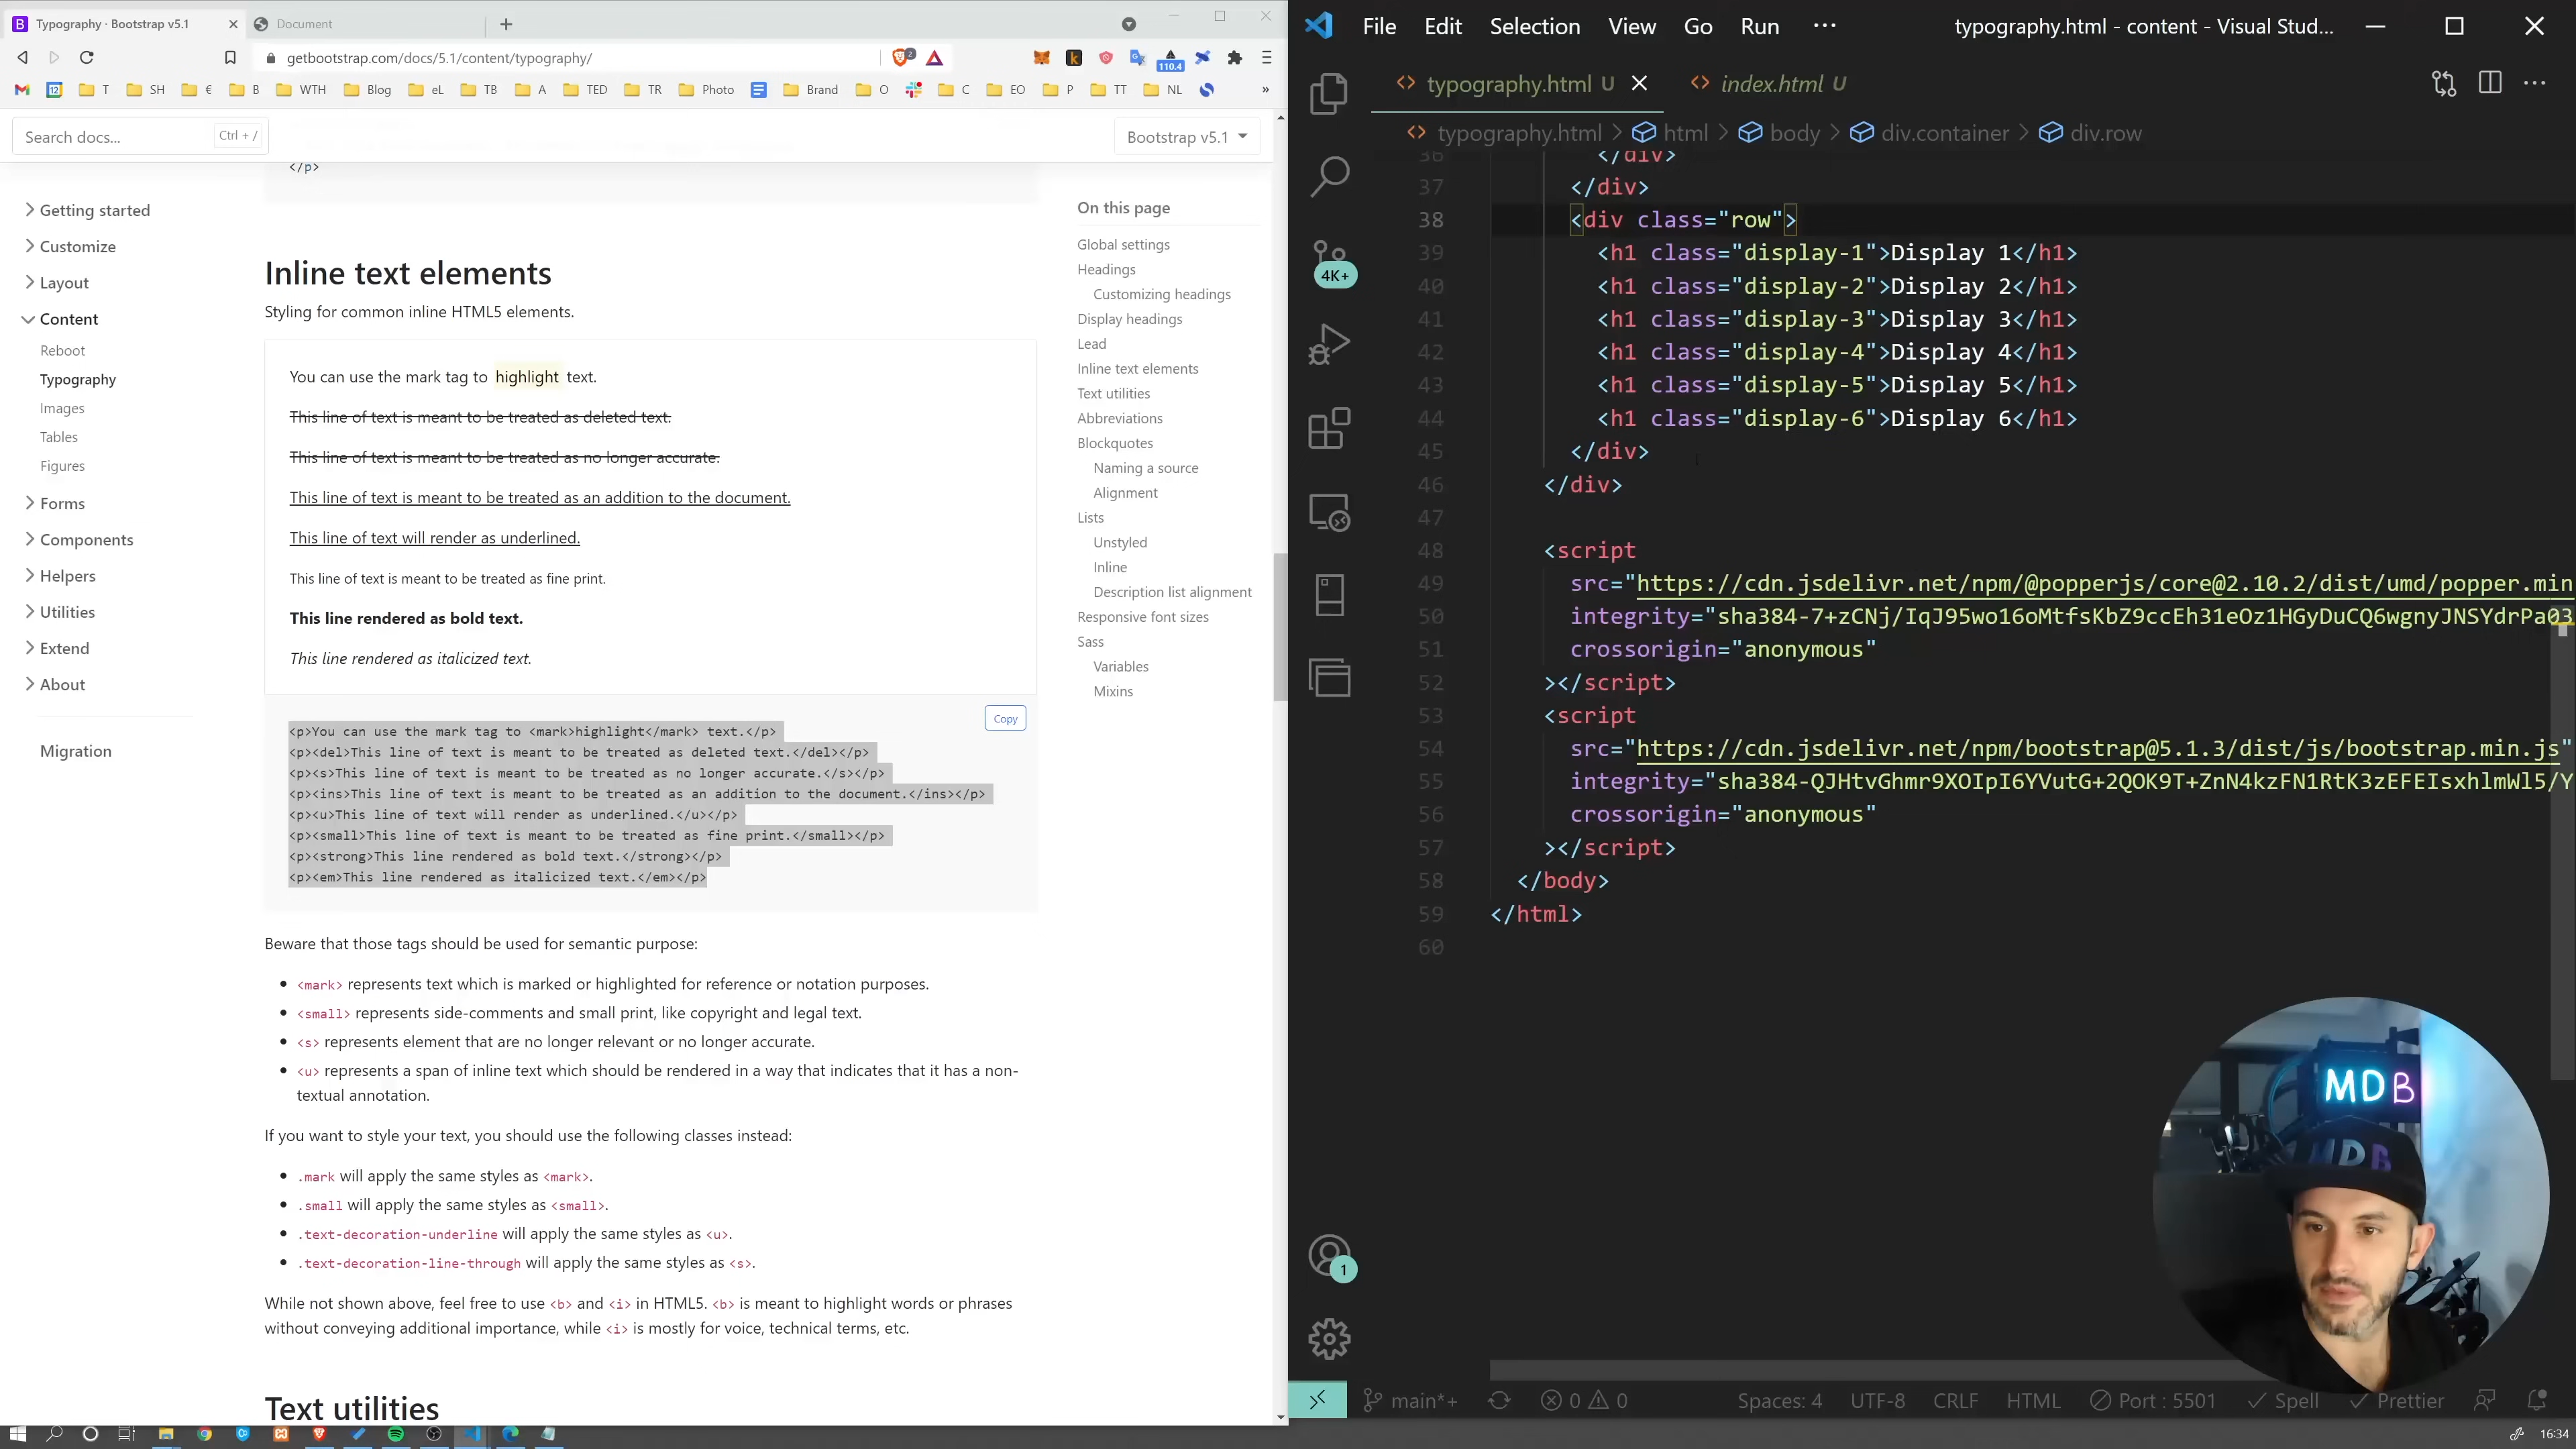 Typography · Bootstrap v5.1
Document
getbootstrap.com/docs/5.1/content/typography/
2
110.4
12
T
SH
€
B
WTH
Blog
eL
TB
A
TED
TR
Photo
Brand
O
C
EO
P
TT
NL
»
Search docs...
Ctrl + /
Bootstrap v5.1
Getting started
Customize
Layout
Content
Reboot
Typography
Images
Tables
Figures
Forms
Components
Helpers
Utilities
Extend
About
Migration
</p>
Inline text elements
Styling for common inline HTML5 elements.
You can use the mark tag to highlight text.
This line of text is meant to be treated as deleted text.
This line of text is meant to be treated as no longer accurate.
This line of text is meant to be treated as an addition to the document.
This line of text will render as underlined.
This line of text is meant to be treated as fine print.
This line rendered as bold text.
This line rendered as italicized text.
Copy
<p>You can use the mark tag to <mark>highlight</mark> text.</p>
<p><del>This line of text is meant to be treated as deleted text.</del></p>
<p><s>This line of text is meant to be treated as no longer accurate.</s></p>
<p><ins>This line of text is meant to be treated as an addition to the document.</ins></p>
<p><u>This line of text will render as underlined.</u></p>
<p><small>This line of text is meant to be treated as fine print.</small></p>
<p><strong>This line rendered as bold text.</strong></p>
<p><em>This line rendered as italicized text.</em></p>
Beware that those tags should be used for semantic purpose:
<mark> represents text which is marked or highlighted for reference or notation purposes.
<small> represents side-comments and small print, like copyright and legal text.
<s> represents element that are no longer relevant or no longer accurate.
<u> represents a span of inline text which should be rendered in a way that indicates that it has a non-
textual annotation.
If you want to style your text, you should use the following classes instead:
.mark will apply the same styles as <mark>.
.small will apply the same styles as <small>.
.text-decoration-underline will apply the same styles as <u>.
.text-decoration-line-through will apply the same styles as <s>.
While not shown above, feel free to use <b> and <i> in HTML5. <b> is meant to highlight words or phrases
without conveying additional importance, while <i> is mostly for voice, technical terms, etc.
Text utilities
On this page
Global settings
Headings
Customizing headings
Display headings
Lead
Inline text elements
Text utilities
Abbreviations
Blockquotes
Naming a source
Alignment
Lists
Unstyled
Inline
Description list alignment
Responsive font sizes
Sass
Variables
Mixins
File Edit Selection View Go Run ···
typography.html - content - Visual Stud...
typography.html U
index.html U
typography.html > html > body > div.container > div.row
36 </div>
37 </div>
38 <div class="row">
39 <h1 class="display-1">Display 1</h1>
40 <h1 class="display-2">Display 2</h1>
41 <h1 class="display-3">Display 3</h1>
42 <h1 class="display-4">Display 4</h1>
43 <h1 class="display-5">Display 5</h1>
44 <h1 class="display-6">Display 6</h1>
45 </div>
46 </div>
47
48 <script
49 src="https://cdn.jsdelivr.net/npm/@popperjs/core@2.10.2/dist/umd/popper.min
50 integrity="sha384-7+zCNj/IqJ95wo16oMtfsKbZ9ccEh31eOz1HGyDuCQ6wgnyJNSYdrPa03
51 crossorigin="anonymous"
52 ></script>
53 <script
54 src="https://cdn.jsdelivr.net/npm/bootstrap@5.1.3/dist/js/bootstrap.min.js"
55 integrity="sha384-QJHtvGhmr9XOIpI6YVutG+2QOK9T+ZnN4kzFN1RtK3zEFEIsxhlmWl5/Y
56 crossorigin="anonymous"
57 ></script>
58 </body>
59 </html>
60
4K+
1
MDB
MDB
main*+
0 0
Spaces: 4
UTF-8
CRLF
HTML
Port : 5501
Spell
Prettier
16:34